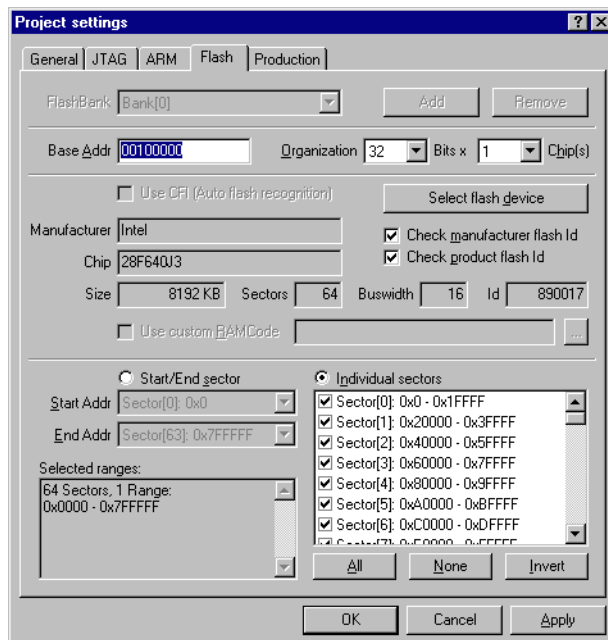 Project settings
General JTAG ARM Flash Production
FlashBank Bank[0] Add Remove
Base Addr 00100000 Organization 32 Bits x 1 Chip(s)
Use CFI (Auto flash recognition) Select flash device
Manufacturer Intel Check manufacturer flash Id
Chip 28F640J3 Check product flash Id
Size 8192 KB Sectors 64 Buswidth 16 Id 890017
Use custom RAMCode ...
Start/End sector Individual sectors
Start Addr Sector[0]: 0x0
End Addr Sector[63]: 0x7FFFFF
Selected ranges:
64 Sectors, 1 Range:
0x0000 - 0x7FFFFF
Sector[0]: 0x0 - 0x1FFFF
Sector[1]: 0x20000 - 0x3FFFF
Sector[2]: 0x40000 - 0x5FFFF
Sector[3]: 0x60000 - 0x7FFFF
Sector[4]: 0x80000 - 0x9FFFF
Sector[5]: 0xA0000 - 0xBFFFF
Sector[6]: 0xC0000 - 0xDFFFF
All None Invert
OK Cancel Apply